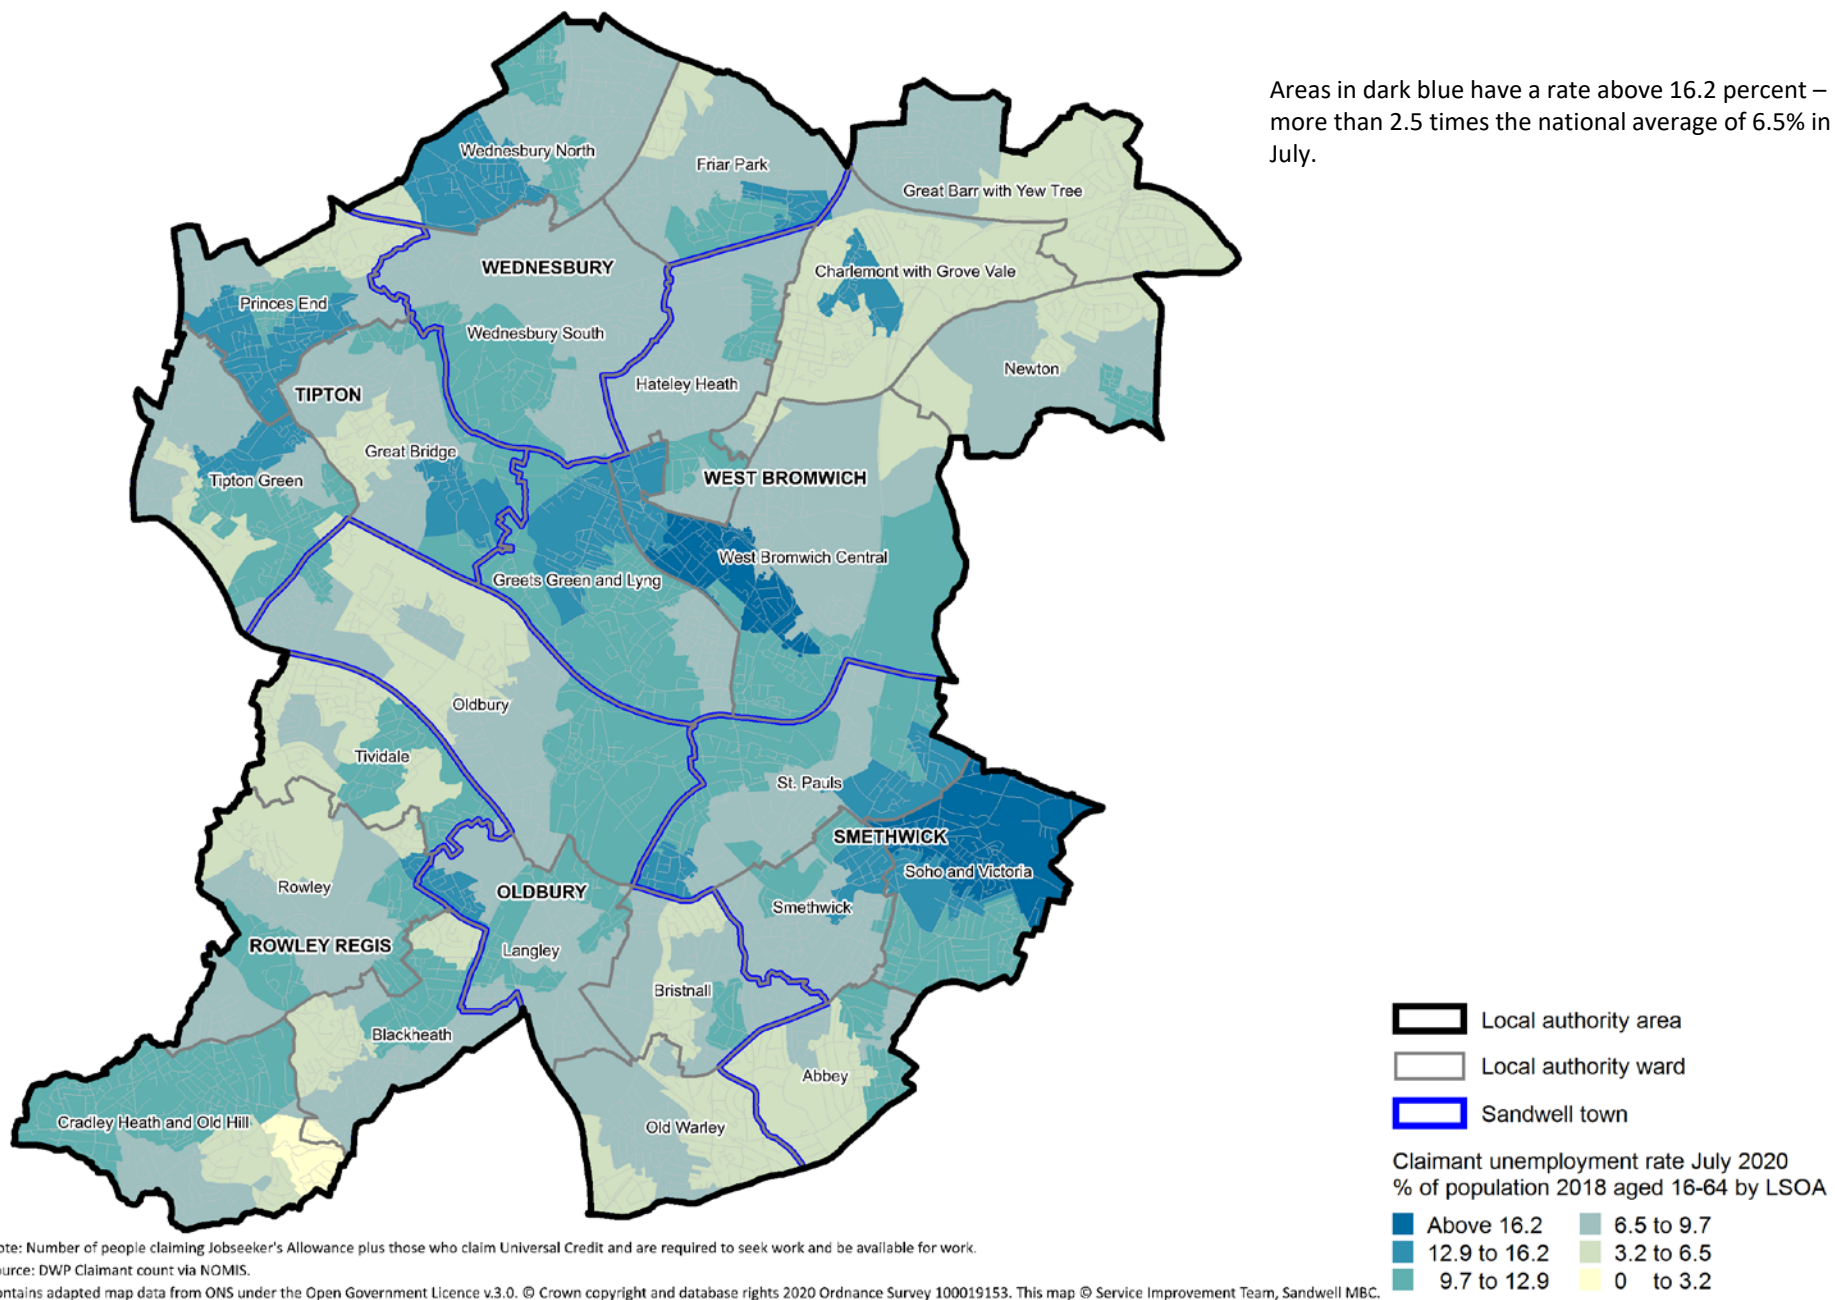 Areas in dark blue have a rate above 16.2 percent –
more than 2.5 times the national average of 6.5% in
July.
Wednesbury North
Friar Park
Great Barr with Yew Tree
WEDNESBURY
Charlemont with Grove Vale
Princes End
Wednesbury South
Newton
Hateley Heath
TIPTON
Great Bridge
Tipton Green
WEST BROMWICH
West Bromwich Central
Greets Green and Lyng
Oldbury
Tividale
St. Pauls
SMETHWICK
Soho and Victoria
Rowley
OLDBURY
Smethwick
ROWLEY REGIS
Langley
Bristnall
Blackheath
Abbey
Cradley Heath and Old Hill
Old Warley
Local authority area
Local authority ward
Sandwell town
Claimant unemployment rate July 2020
% of population 2018 aged 16-64 by LSOA
Above 16.2
12.9 to 16.2
9.7 to 12.9
6.5 to 9.7
3.2 to 6.5
0 to 3.2
ote: Number of people claiming Jobseeker's Allowance plus those who claim Universal Credit and are required to seek work and be available for work.
ource: DWP Claimant count via NOMIS.
ontains adapted map data from ONS under the Open Government Licence v.3.0. © Crown copyright and database rights 2020 Ordnance Survey 100019153. This map © Service Improvement Team, Sandwell MBC.